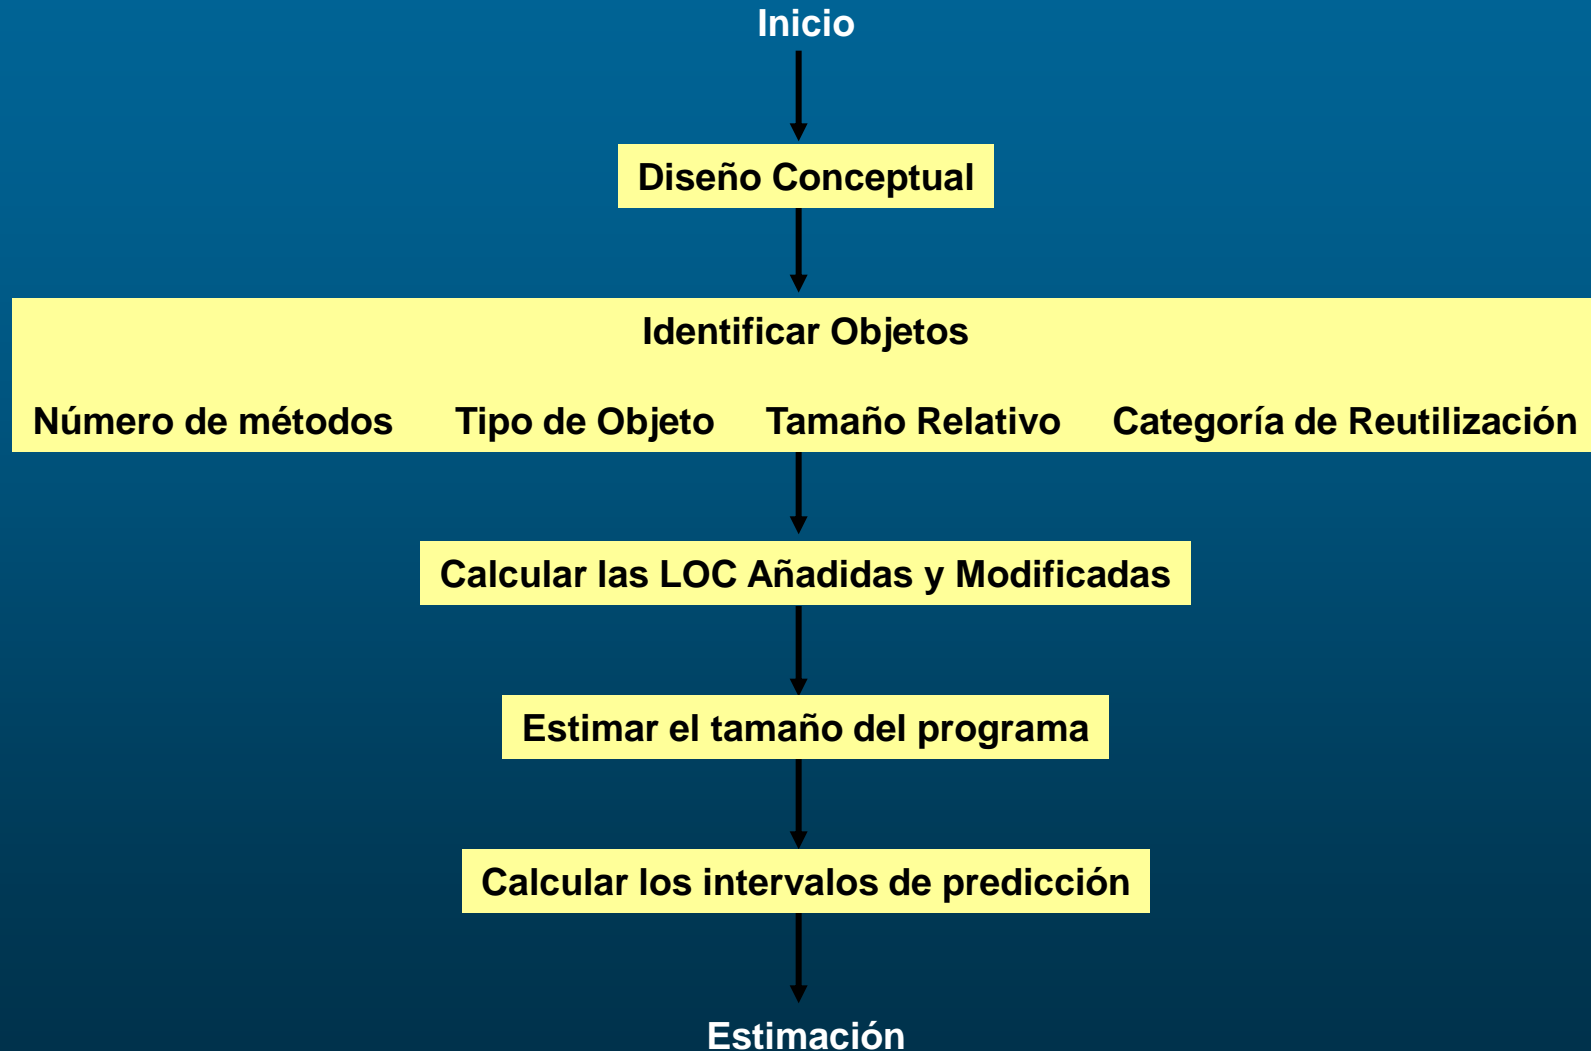 Inicio
Diseño Conceptual
Identificar Objetos
Número de métodos Tipo de Objeto Tamaño Relativo Categoría de Reutilización
Calcular las LOC Añadidas y Modificadas
Estimar el tamaño del programa
Calcular los intervalos de predicción
Estimación